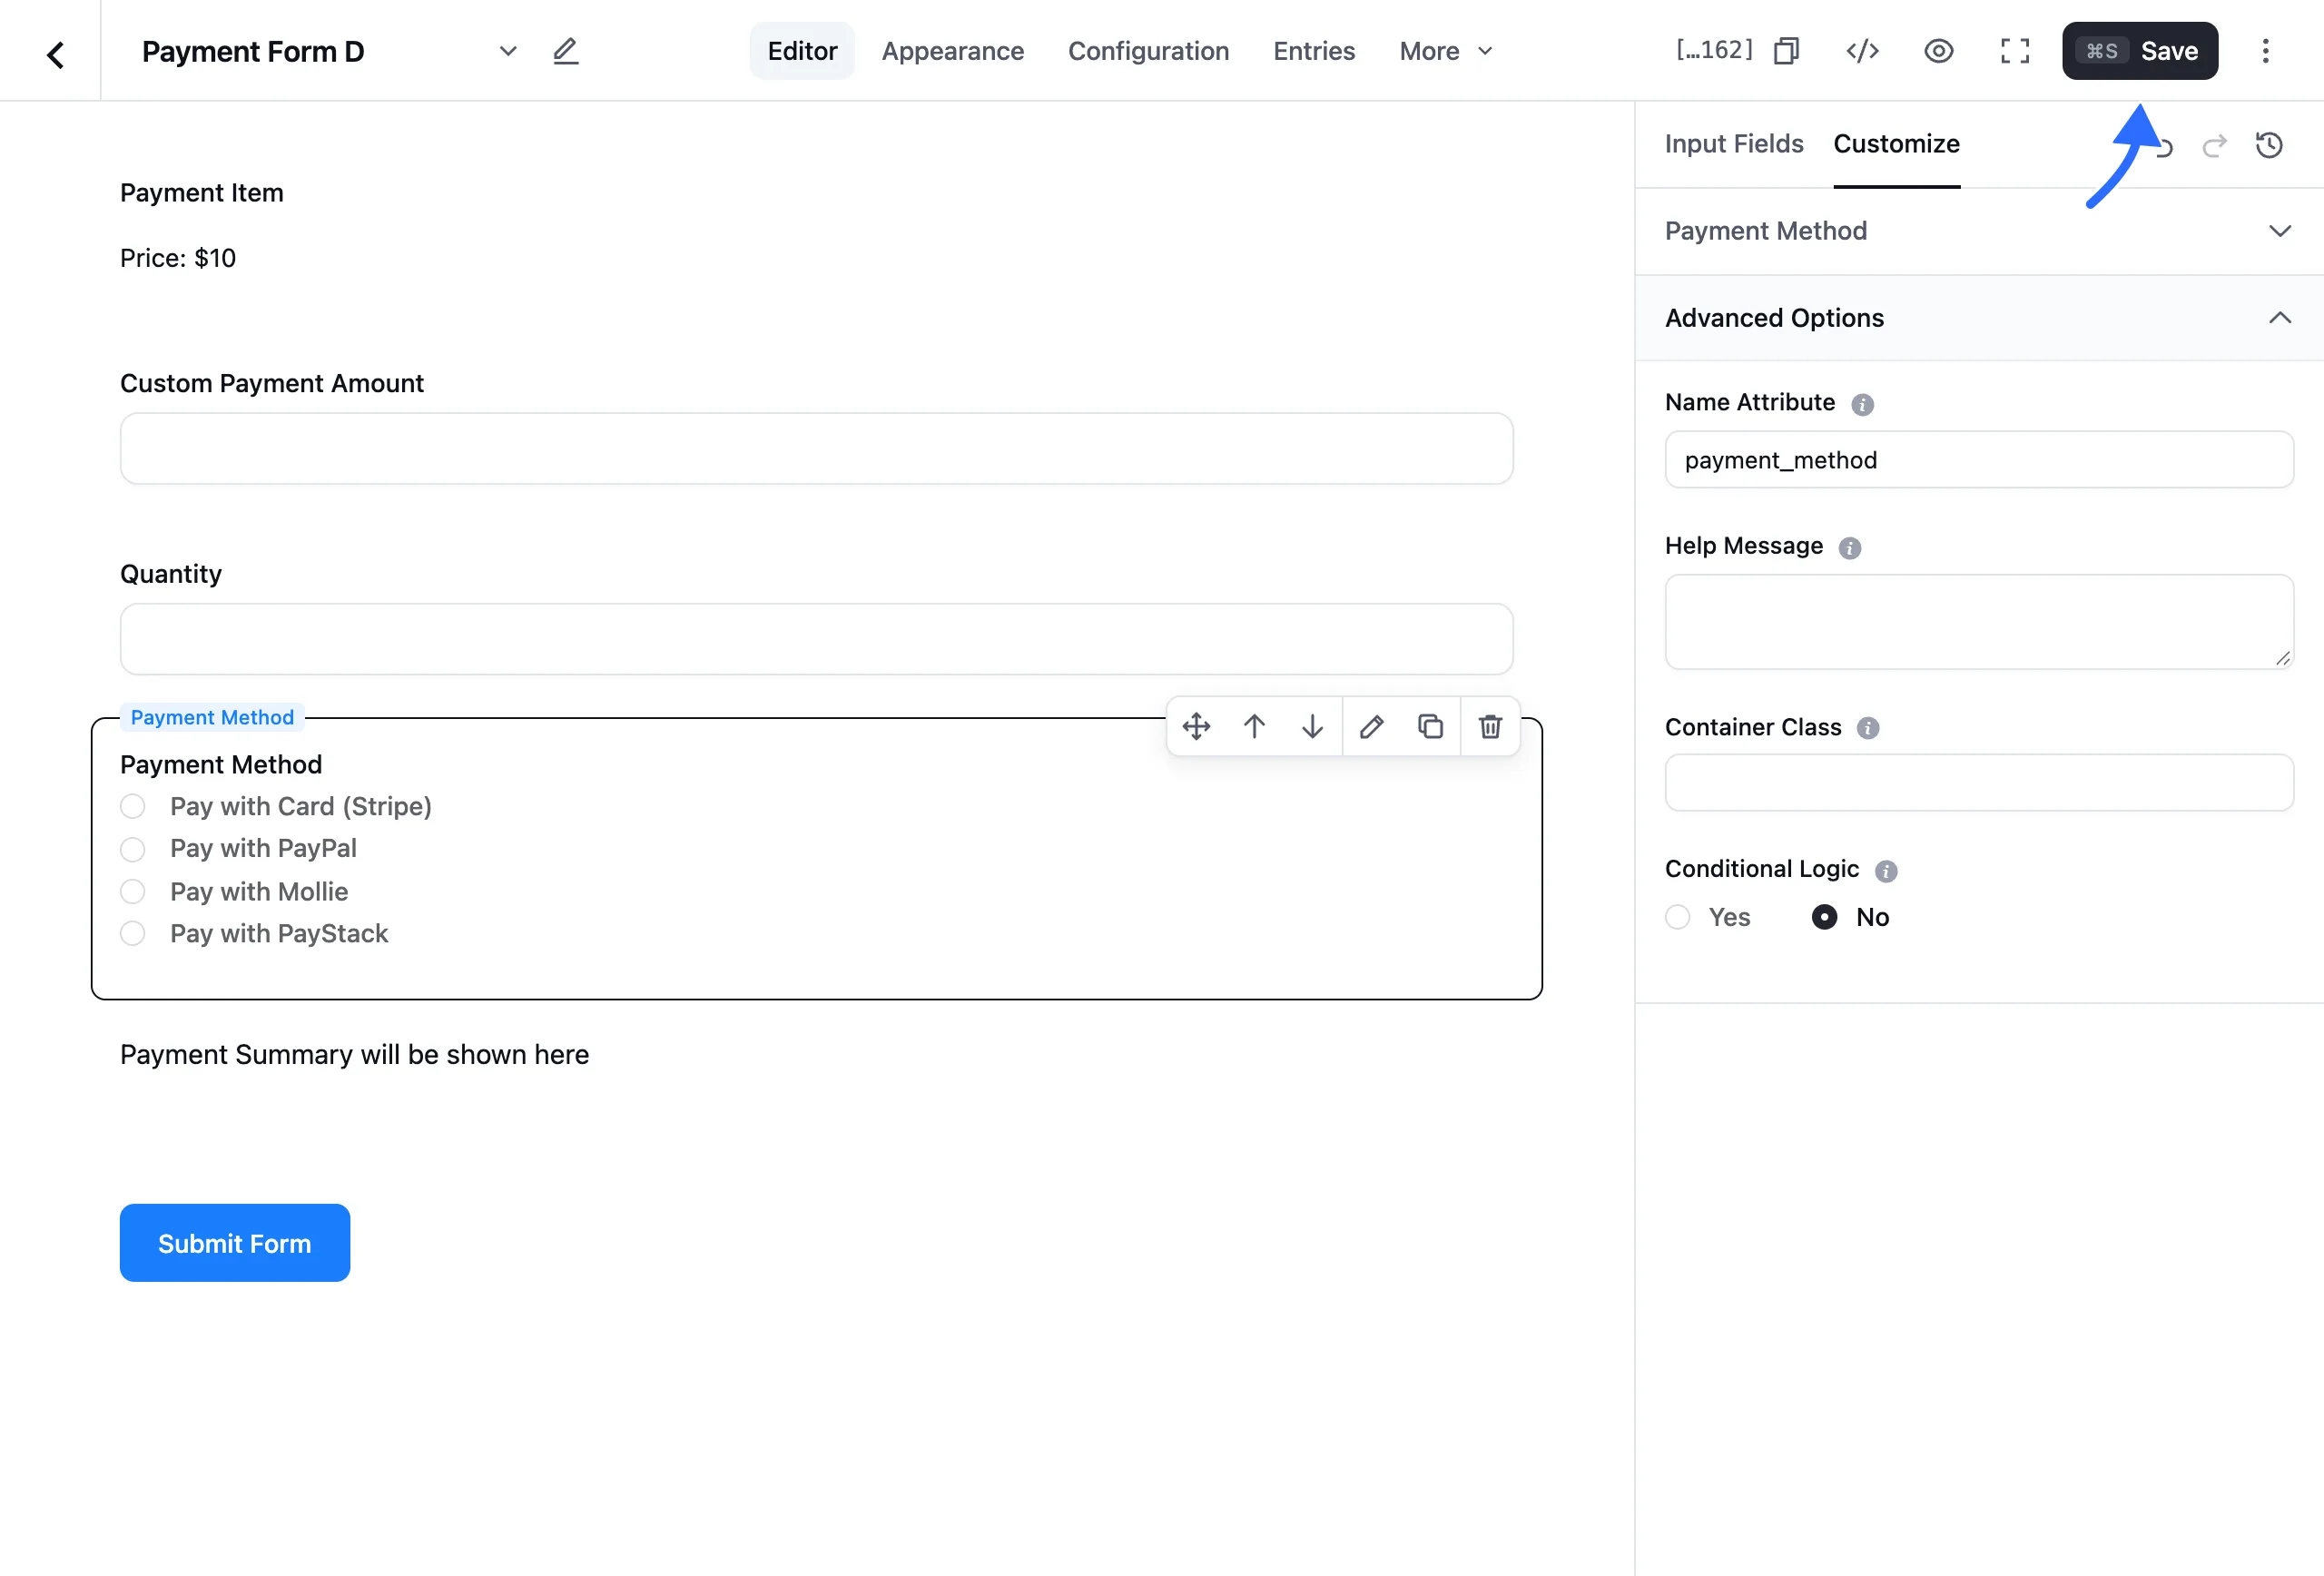 Payment Form D
Editor
Appearance
Configuration
Entries
More
[…162]
⌘S Save
Input Fields
Customize
Payment Method
Advanced Options
Name Attribute
payment_method
Help Message
Container Class
Conditional Logic
Yes
No
Payment Item
Price: $10
Custom Payment Amount
Quantity
Payment Method
Payment Method
Pay with Card (Stripe)
Pay with PayPal
Pay with Mollie
Pay with PayStack
Payment Summary will be shown here
Submit Form